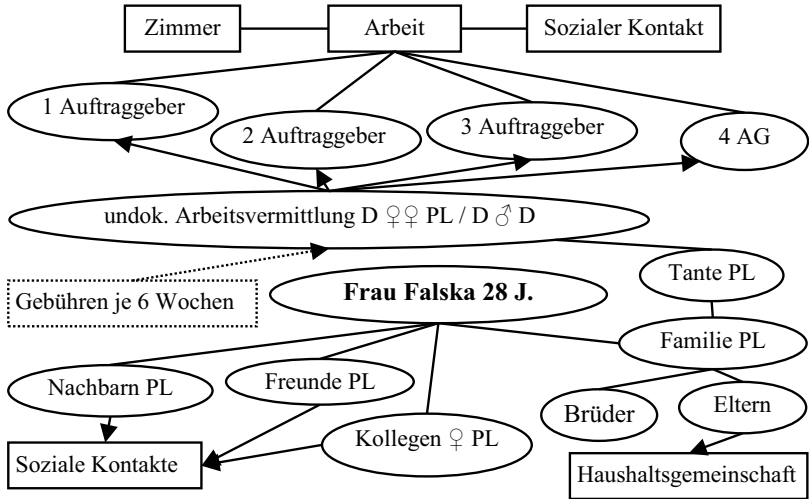 Zimmer
Arbeit
Sozialer Kontakt
1 Auftraggeber
2 Auftraggeber
3 Auftraggeber
4 AG
undok. Arbeitsvermittlung D ♀♀ PL / D ♂ D
Tante PL
Gebühren je 6 Wochen
Frau Falska 28 J.
Familie PL
Nachbarn PL
Freunde PL
Brüder
Eltern
Kollegen ♀ PL
Soziale Kontakte
Haushaltsgemeinschaft